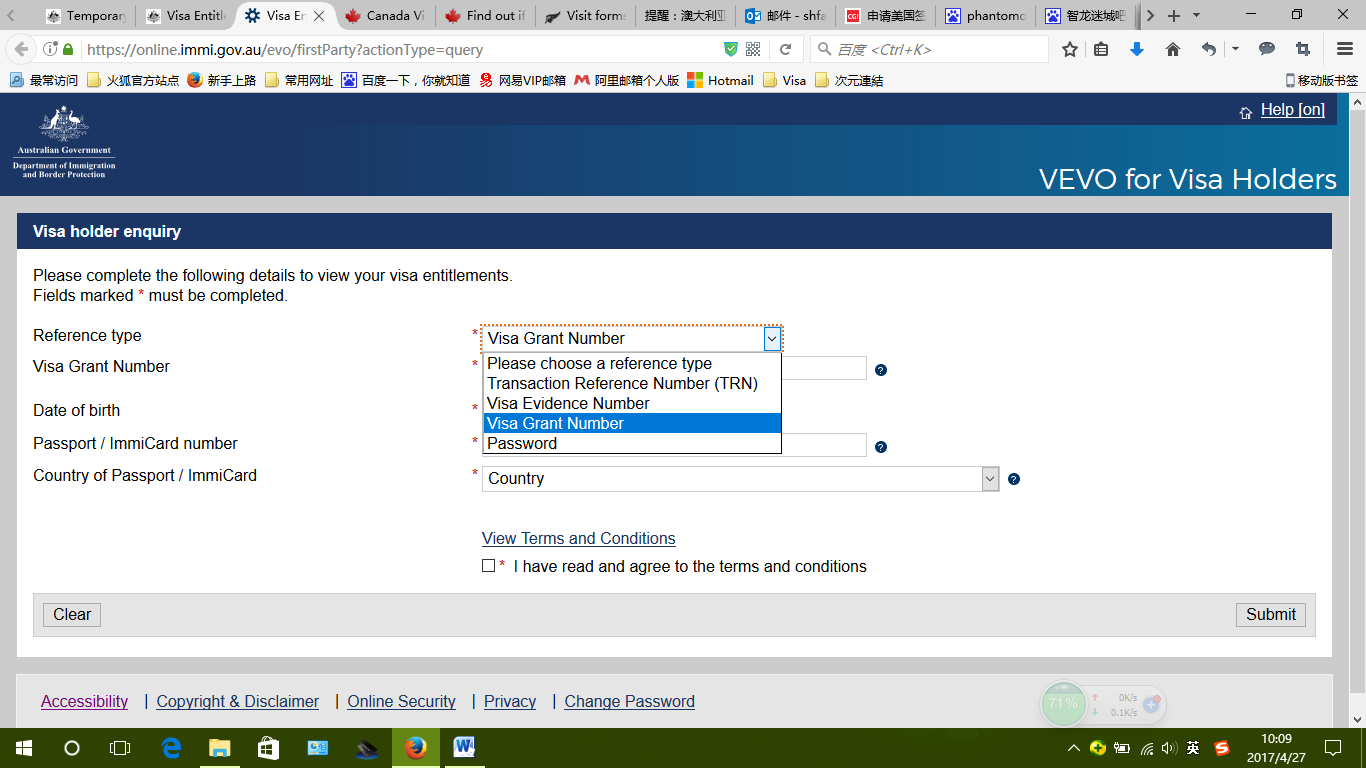 Temporary
Visa Entitl
Visa En
Canada Vi
Find out if
Visit forms
提醒：澳大利亚
邮件 - shfa
申请美国签
phantomo
智龙迷城吧
https://online.immi.gov.au/evo/firstParty?actionType=query
百度 <Ctrl+K>
最常访问
火狐官方站点
新手上路
常用网址
百度一下，你就知道
网易VIP邮箱
阿里邮箱个人版
Hotmail
Visa
次元連結
移动版书签
Help [on]
Australian Government
Department of Immigration
and Border Protection
VEVO for Visa Holders
Visa holder enquiry
Please complete the following details to view your visa entitlements.
Fields marked * must be completed.
Reference type * Visa Grant Number
Please choose a reference type
Transaction Reference Number (TRN)
Visa Evidence Number
Visa Grant Number
Password
Visa Grant Number *
Date of birth *
Passport / ImmiCard number *
Country of Passport / ImmiCard * Country
View Terms and Conditions
* I have read and agree to the terms and conditions
Clear
Submit
Accessibility | Copyright & Disclaimer | Online Security | Privacy | Change Password
71%
0K/s
0.1K/s
英
10:09
2017/4/27